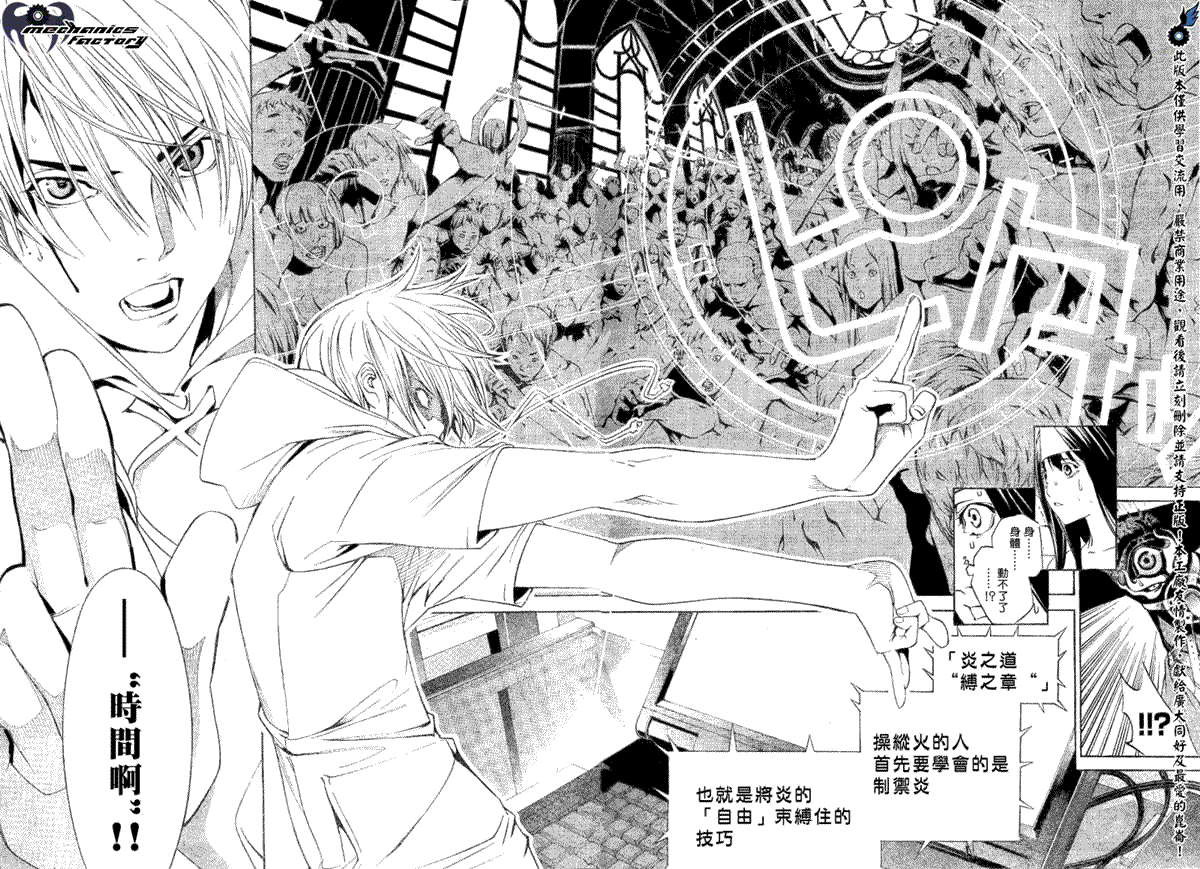 mechanics
Factory
此版本僅供學習交流用，嚴禁商業用途，觀看後請立刻刪除並請支持正版！本工廠友情製作，獻給廣大同好及最愛的崑崙！
ピタ
身……
身體……
動不了了
……!?
!!?
「炎之道
“縛之章“」
操縱火的人
首先要學會的是
制禦炎
也就是將炎的
「自由」束縛住的
技巧
——“時間啊“!!